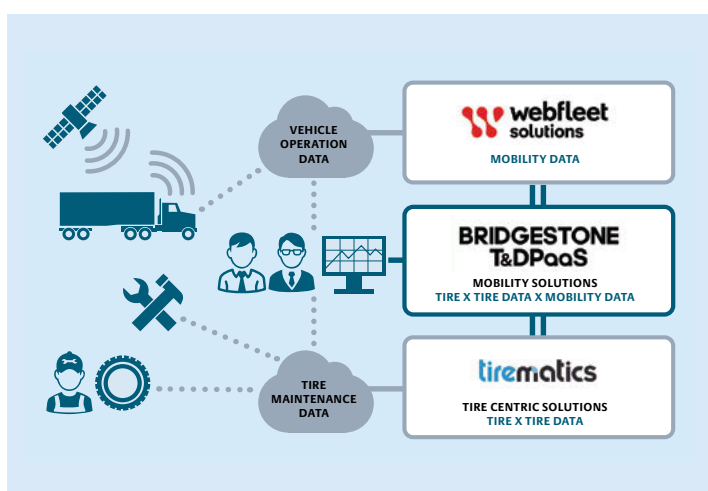 VEHICLE
OPERATION
DATA
webfleet
solutions
MOBILITY DATA
BRIDGESTONE
T&DPaaS
MOBILITY SOLUTIONS
TIRE X TIRE DATA X MOBILITY DATA
TIRE
MAINTENANCE
DATA
tirematics
TIRE CENTRIC SOLUTIONS
TIRE X TIRE DATA